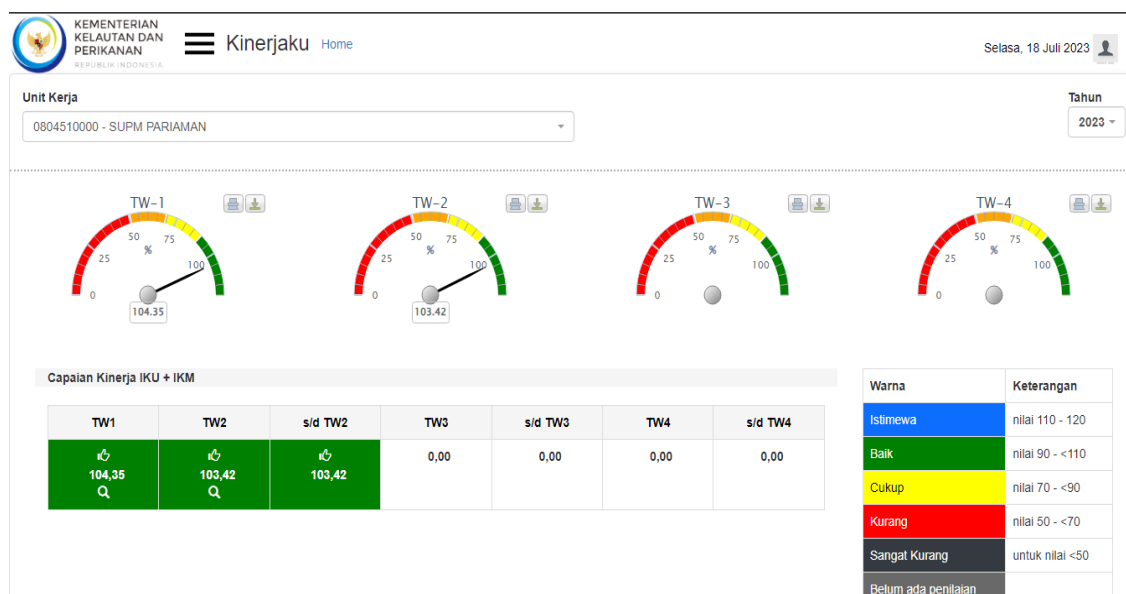 KEMENTERIAN
KELAUTAN DAN
PERIKANAN
REPUBLIK INDONESIA
Kinerjaku Home
Selasa, 18 Juli 2023
Unit Kerja
Tahun
0804510000 - SUPM PARIAMAN
2023
TW-1
0 25 50 75 100
%
104.35
TW-2
0 25 50 75 100
%
103.42
TW-3
0 25 50 75 100
%
TW-4
0 25 50 75 100
%
Capaian Kinerja IKU + IKM
TW1 TW2 s/d TW2 TW3 s/d TW3 TW4 s/d TW4
104,35 103,42 103,42 0,00 0,00 0,00 0,00
Warna Keterangan
Istimewa nilai 110 - 120
Baik nilai 90 - <110
Cukup nilai 70 - <90
Kurang nilai 50 - <70
Sangat Kurang untuk nilai <50
Belum ada penilaian